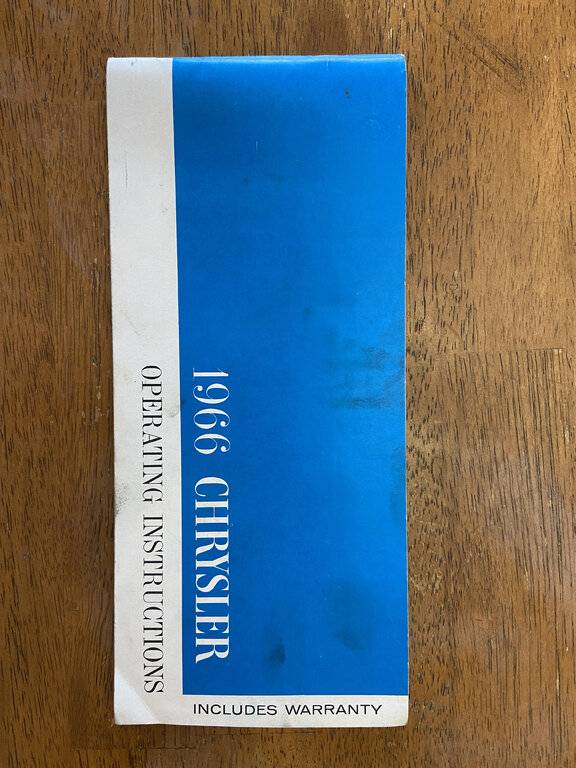 1966 CHRYSLER
OPERATING INSTRUCTIONS
INCLUDES WARRANTY